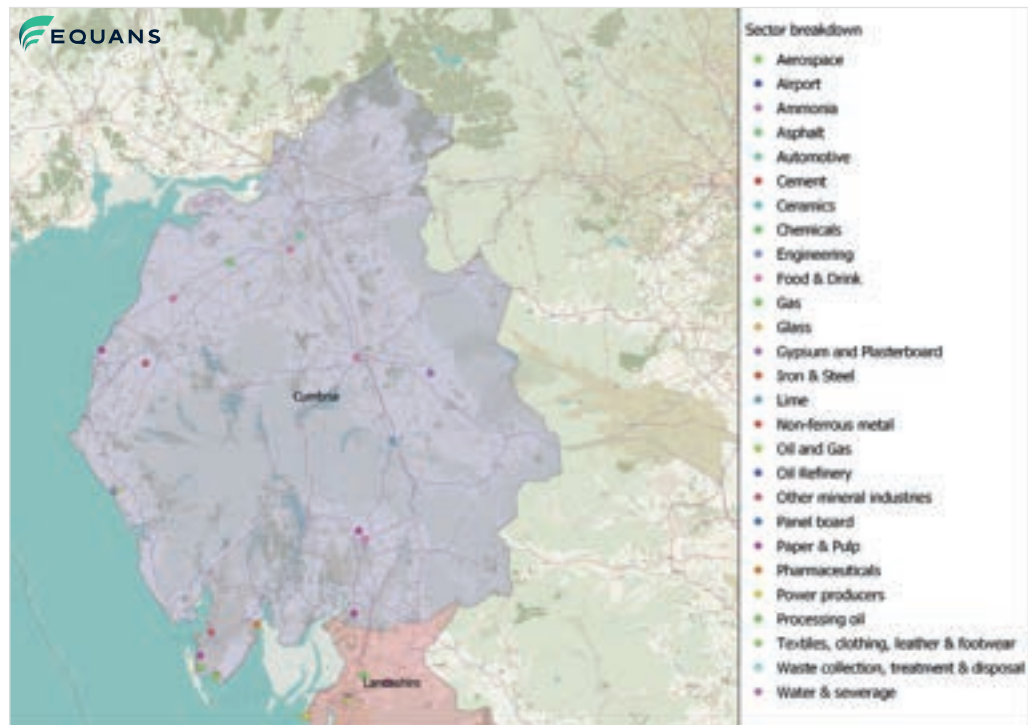 EQUANS
Sector breakdown
Aerospace
Airport
Ammonia
Asphalt
Automotive
Cement
Ceramics
Chemicals
Engineering
Food & Drink
Gas
Glass
Gypsum and Plasterboard
Iron & Steel
Lime
Non-ferrous metal
Oil and Gas
Oil Refinery
Other mineral industries
Panel board
Paper & Pulp
Pharmaceuticals
Power producers
Processing oil
Textiles, clothing, leather & footwear
Waste collection, treatment & disposal
Water & sewerage
Cumbria
Lancashire